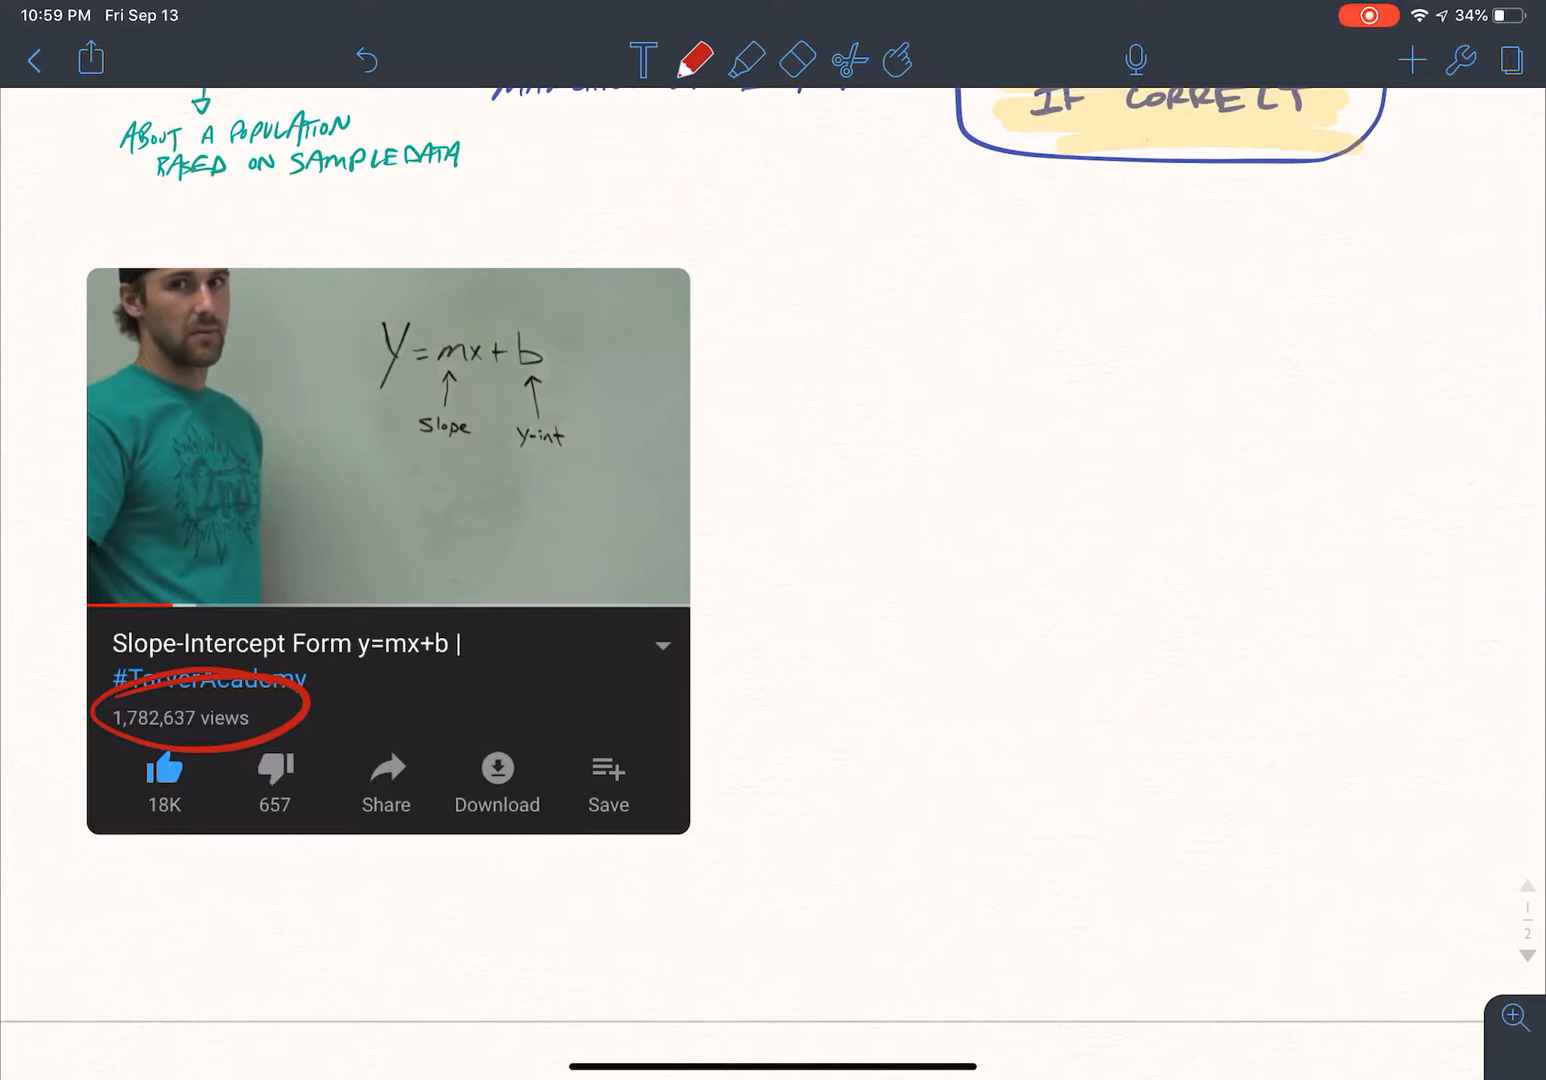 10:59 PM Fri Sep 13
34%
T
IF CORRECT
ABOUT A POPULATION
BASED ON SAMPLE DATA
y=mx+b
slope y-int
Slope-Intercept Form y=mx+b |
#TarverAcademy
1,782,637 views
18K 657 Share Download Save
1
2